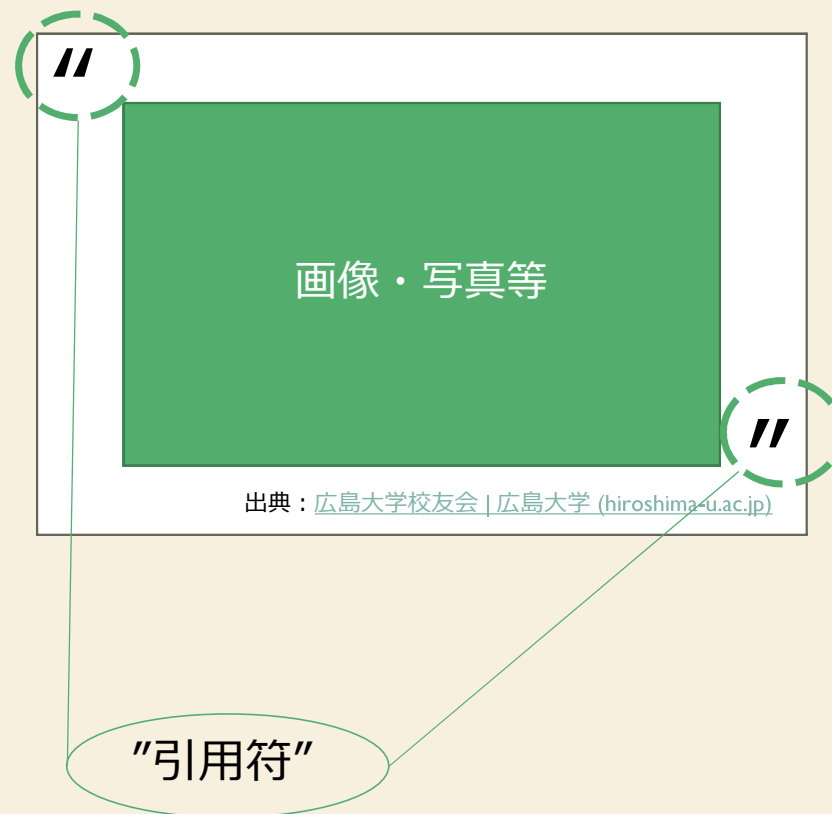 “
画像・写真等
”
出典：広島大学校友会 | 広島大学 (hiroshima-u.ac.jp)
”引用符”